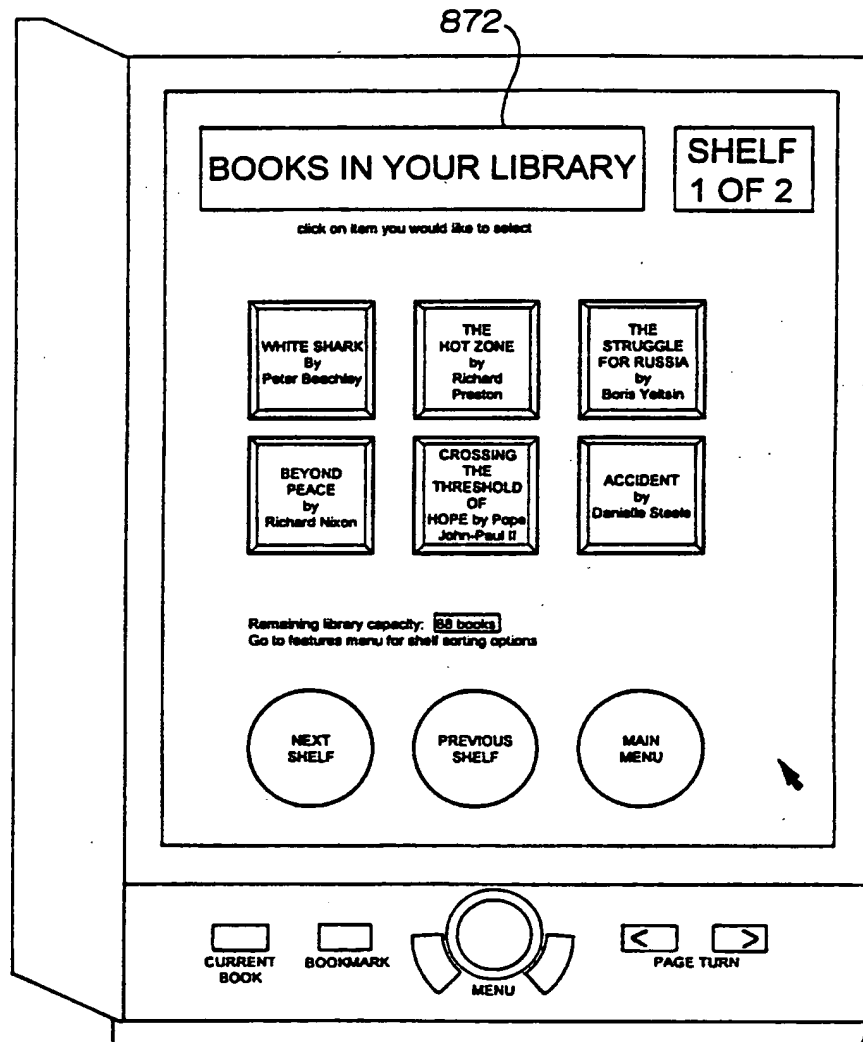 872
BOOKS IN YOUR LIBRARY
SHELF
1 OF 2
click on item you would like to select
WHITE SHARK
By
Peter Beechley
THE
HOT ZONE
by
Richard
Preston
THE
STRUGGLE
FOR RUSSIA
by
Boris Yeltsin
BEYOND
PEACE
by
Richard Nixon
CROSSING
THE
THRESHOLD
OF
HOPE by Pope
John-Paul II
ACCIDENT
by
Danielle Steele
Remaining library capacity: 88 books
Go to features menu for shelf sorting options
NEXT
SHELF
PREVIOUS
SHELF
MAIN
MENU
CURRENT
BOOK
BOOKMARK
MENU
< >
PAGE TURN